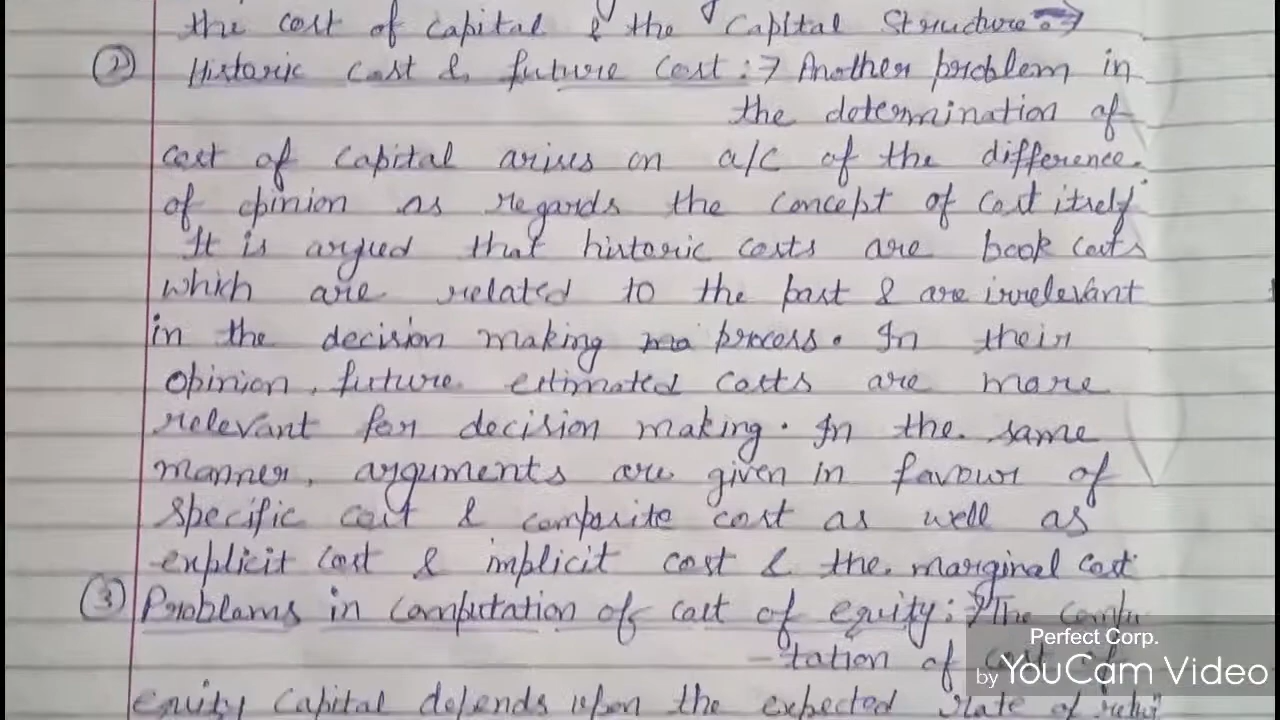 the cost of capital & the Capital Structure :→
② Historic cost & future cost :→ Another problem in
the determination of
cost of capital arises on a/c of the difference
of opinion as regards the concept of cost itself
It is argued that historic costs are book costs
which are related to the past & are irrelevant
in the decision making process. In their
opinion, future estimated costs are more
relevant for decision making. In the same
manner, arguments are given in favour of
specific cost & composite cost as well as
explicit cost & implicit cost & the marginal cost
③ Problems in computation of cost of equity :→ The compu
-tation of cost of
equity capital depends upon the expected rate of
Perfect Corp.
by YouCam Video